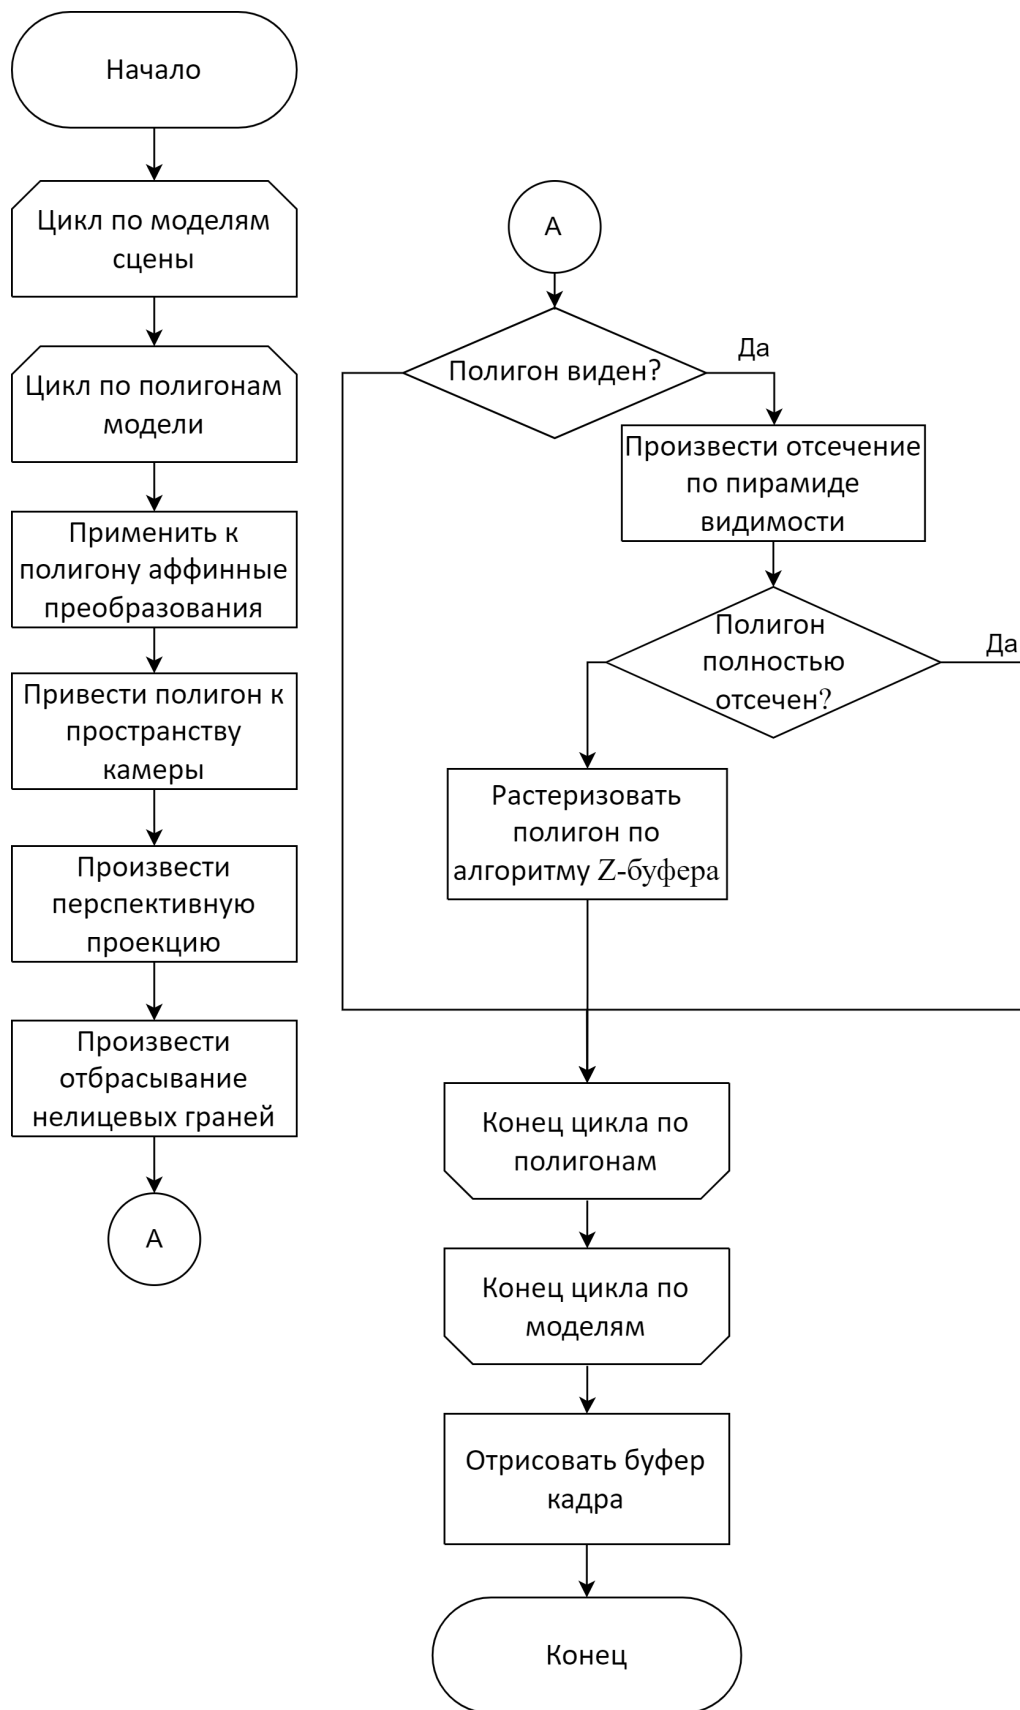 Начало
Цикл по моделям
сцены
Цикл по полигонам
модели
Применить к
полигону аффинные
преобразования
Привести полигон к
пространству
камеры
Произвести
перспективную
проекцию
Произвести
отбрасывание
нелицевых граней
А
А
Полигон виден?
Да
Произвести отсечение
по пирамиде
видимости
Полигон
полностью
отсечен?
Да
Растеризовать
полигон по
алгоритму Z-буфера
Конец цикла по
полигонам
Конец цикла по
моделям
Отрисовать буфер
кадра
Конец